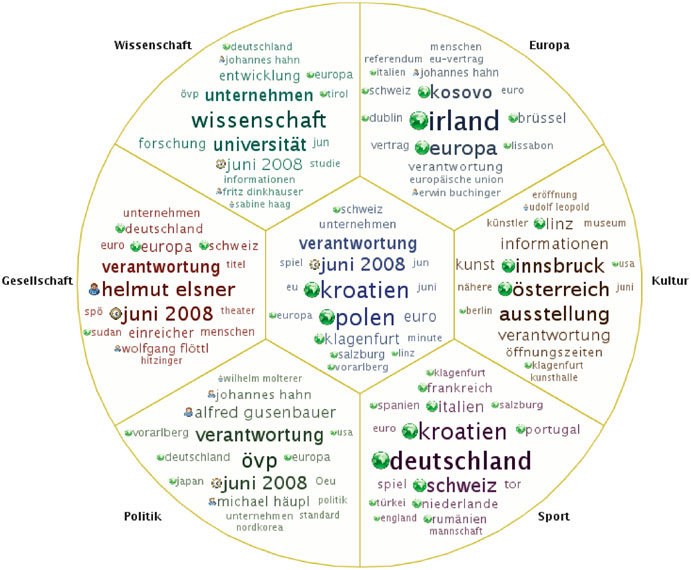 Wissenschaft
deutschland
johannes hahn
entwicklung europa
övp unternehmen tirol
wissenschaft
forschung universität jun
juni 2008 studie
informationen
fritz dinkhauser
sabine haag
Europa
menschen
referendum eu-vertrag
italien johannes hahn
schweiz kosovo euro
dublin irland brüssel
vertrag europa lissabon
verantwortung
europäische union
erwin buchinger
Gesellschaft
unternehmen
deutschland
euro europa schweiz
verantwortung titel
helmut elsner
spö juni 2008 theater
sudan einreicher menschen
wolfgang flöttl
hitzinger
schweiz
unternehmen
verantwortung
spiel juni 2008 jun
eu kroatien juni
europa polen euro
klagenfurt minute
salzburg linz
vorarlberg
Kultur
eröffnung
udolf leopold
künstler linz museum
informationen
kunst innsbruck usa
nähere österreich juni
berlin ausstellung
verantwortung
öffnungszeiten
klagenfurt
kunsthalle
Politik
wilhelm molterer
johannes hahn
alfred gusenbauer
vorarlberg verantwortung usa
deutschland övp europa
japan juni 2008 Oeu
michael häupl politik
unternehmen standard
nordkorea
Sport
klagenfurt
frankreich
spanien italien salzburg
euro kroatien portugal
deutschland
spiel schweiz tor
türkei niederlande
england rumänien
mannschaft